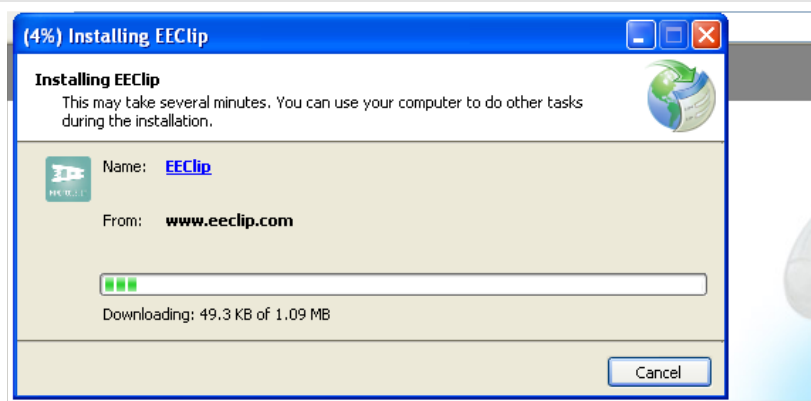 (4%) Installing EEClip
Installing EEClip
This may take several minutes. You can use your computer to do other tasks
during the installation.
Name: EEClip
From: www.eeclip.com
Downloading: 49.3 KB of 1.09 MB
Cancel